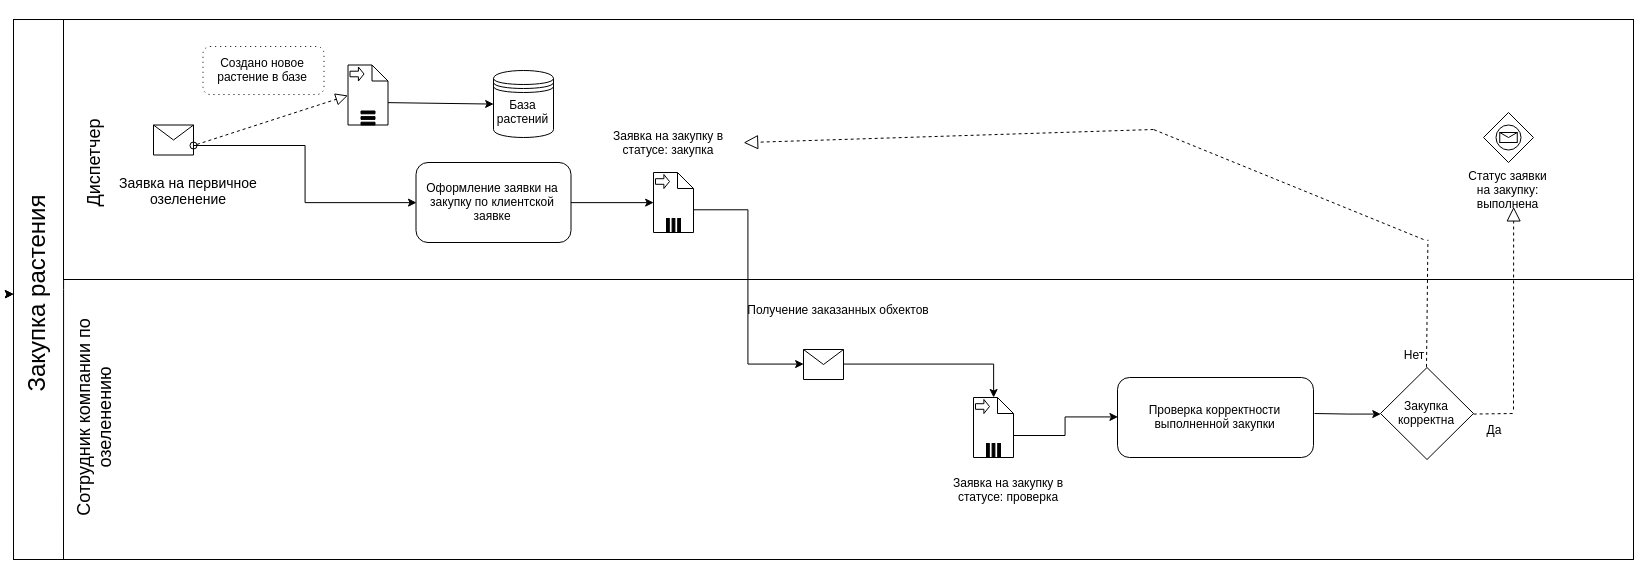 Закупка растения
Диспетчер
Создано новое
растение в базе
База
растений
Заявка на первичное
озеленение
Оформление заявки на
закупку по клиентской
заявке
Заявка на закупку в
статусе: закупка
Статус заявки
на закупку:
выполнена
Сотрудник компании по
озеленению
Получение заказанных обхектов
Заявка на закупку в
статусе: проверка
Проверка корректности
выполненной закупки
Нет
Закупка
корректна
Да